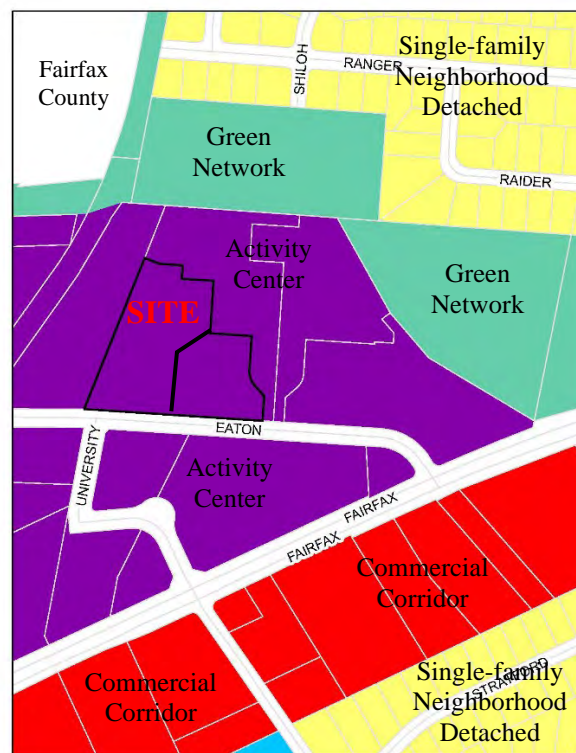 Single-family
Neighborhood
Detached
Fairfax
County
SHILOH
RANGER
Green
Network
RAIDER
Activity
Center
Green
Network
SITE
EATON
UNIVERSITY
Activity
Center
FAIRFAX
FAIRFAX
Commercial
Corridor
Commercial
Corridor
Single-family
STRATFORD
Neighborhood
Detached